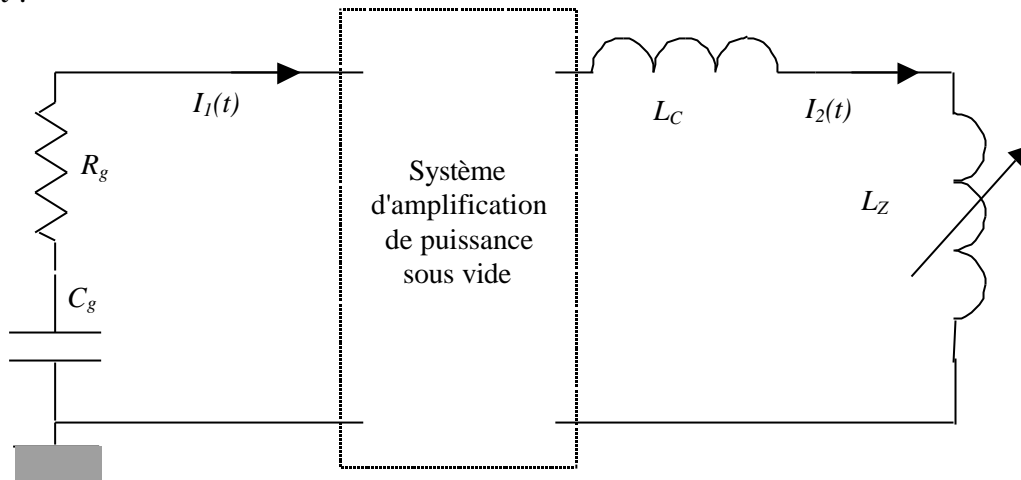 I1(t)
LC
I2(t)
Rg
Système
d'amplification
de puissance
sous vide
LZ
Cg